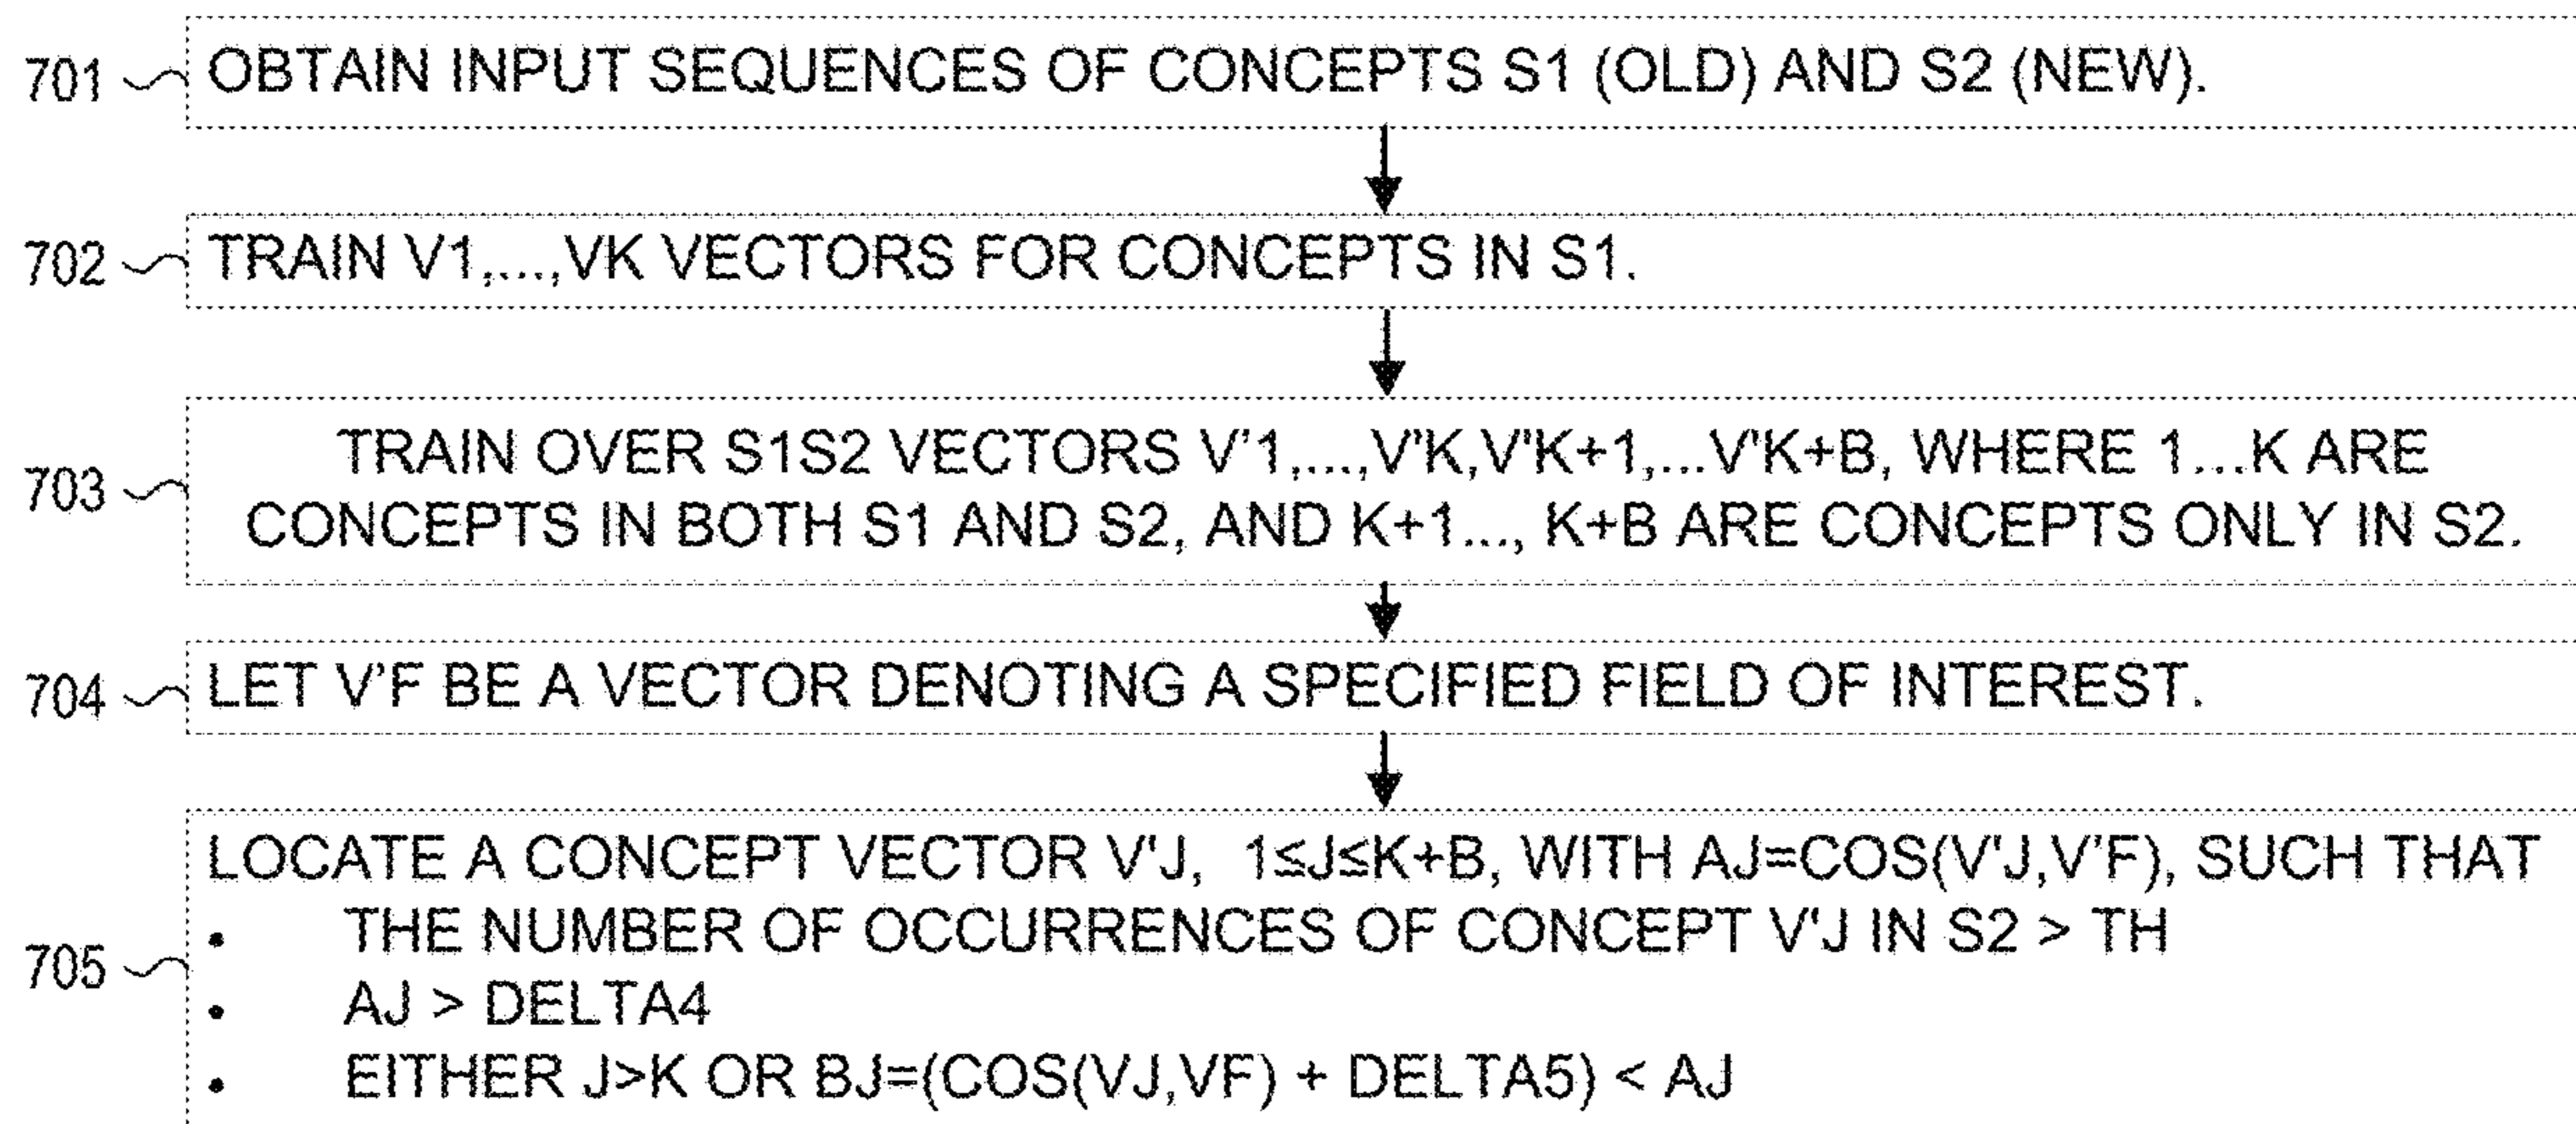 701 OBTAIN INPUT SEQUENCES OF CONCEPTS S1 (OLD) AND S2 (NEW).
702 TRAIN V1,...,VK VECTORS FOR CONCEPTS IN S1.
TRAIN OVER S1S2 VECTORS V'1,...,V'K,V'K+1,...V'K+B, WHERE 1...K ARE
703 CONCEPTS IN BOTH S1 AND S2, AND K+1..., K+B ARE CONCEPTS ONLY IN S2.
704 LET V'F BE A VECTOR DENOTING A SPECIFIED FIELD OF INTEREST.
LOCATE A CONCEPT VECTOR V'J, 1≦J≦K+B, WITH AJ=COS(V'J,V'F), SUCH THAT
• THE NUMBER OF OCCURRENCES OF CONCEPT V'J IN S2 > TH
705 • AJ > DELTA4
• EITHER J>K OR BJ=(COS(VJ,VF) + DELTA5) < AJ